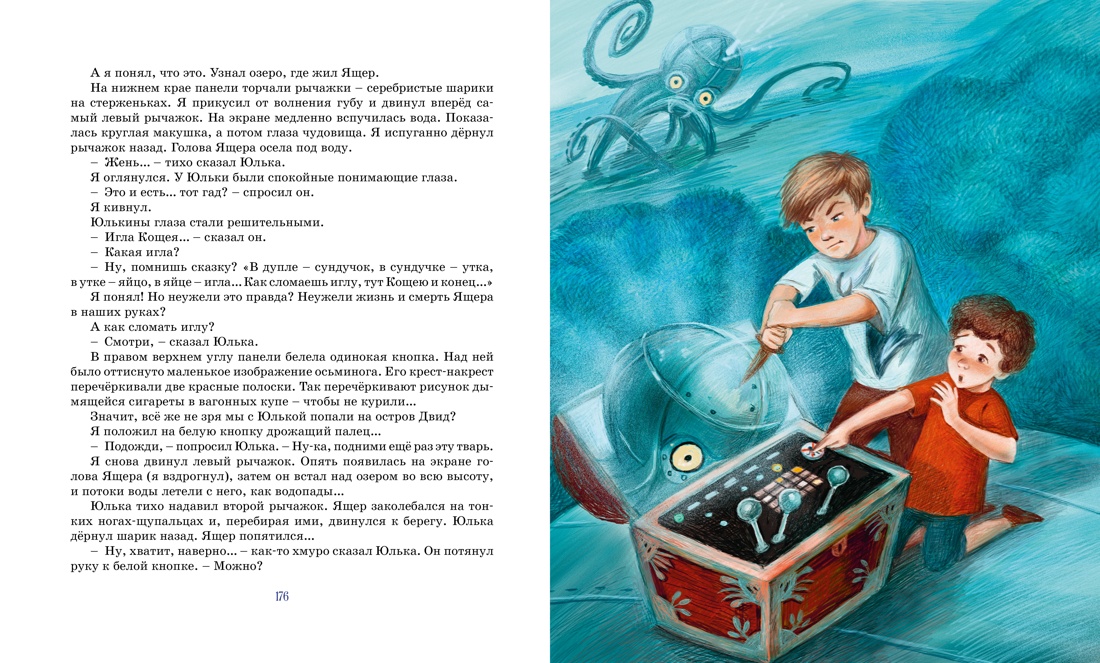 А я понял, что это. Узнал озеро, где жил Ящер.
На нижнем крае панели торчали рычажки – серебристые шарики
на стерженьках. Я прикусил от волнения губу и двинул вперёд са-
мый левый рычажок. На экране медленно вспучилась вода. Показа-
лась круглая макушка, а потом глаза чудовища. Я испуганно дёрнул
рычажок назад. Голова Ящера осела под воду.
– Жень... – тихо сказал Юлька.
Я оглянулся. У Юльки были спокойные понимающие глаза.
– Это и есть... тот гад? – спросил он.
Я кивнул.
Юлькины глаза стали решительными.
– Игла Кощея... – сказал он.
– Какая игла?
– Ну, помнишь сказку? «В дупле – сундучок, в сундучке – утка,
в утке – яйцо, в яйце – игла... Как сломаешь иглу, тут Кощею и конец...»
Я понял! Но неужели это правда? Неужели жизнь и смерть Ящера
в наших руках?
А как сломать иглу?
– Смотри, – сказал Юлька.
В правом верхнем углу панели белела одинокая кнопка. Над ней
было оттиснуто маленькое изображение осьминога. Его крест-накрест
перечёркивали две красные полоски. Так перечёркивают рисунок ды-
мящейся сигареты в вагонных купе – чтобы не курили...
Значит, всё же не зря мы с Юлькой попали на остров Двид?
Я положил на белую кнопку дрожащий палец...
– Подожди, – попросил Юлька. – Ну-ка, подними ещё раз эту тварь.
Я снова двинул левый рычажок. Опять появилась на экране го-
лова Ящера (я вздрогнул), затем он встал над озером во всю высоту,
и потоки воды летели с него, как водопады...
Юлька тихо надавил второй рычажок. Ящер заколебался на тон-
ких ногах-щупальцах и, перебирая ими, двинулся к берегу. Юлька
дёрнул шарик назад. Ящер попятился...
– Ну, хватит, наверно... – как-то хмуро сказал Юлька. Он потянул
руку к белой кнопке. – Можно?
176